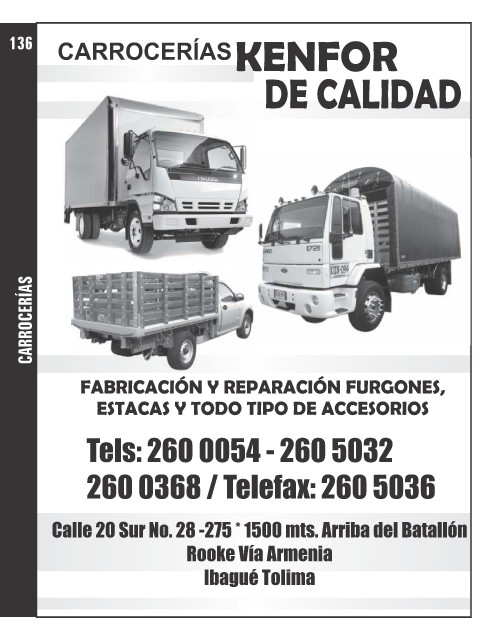 136
CARROCERÍAS
CARROCERÍAS KENFOR
DE CALIDAD
ISUZU
1721
FABRICACIÓN Y REPARACIÓN FURGONES,
ESTACAS Y TODO TIPO DE ACCESORIOS
Tels: 260 0054 - 260 5032
260 0368 / Telefax: 260 5036
Calle 20 Sur No. 28 -275 * 1500 mts. Arriba del Batallón
Rooke Vía Armenia
Ibagué Tolima